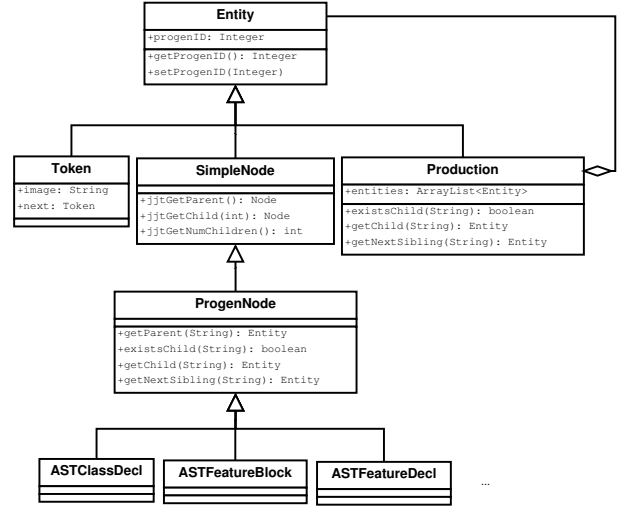 Entity
+progenID: Integer
+getProgenID(): Integer
+setProgenID(Integer)
Token
+image: String
+next: Token
SimpleNode
+jjtGetParent(): Node
+jjtGetChild(int): Node
+jjtGetNumChildren(): int
Production
+entities: ArrayList<Entity>
+existsChild(String): boolean
+getChild(String): Entity
+getNextSibling(String): Entity
ProgenNode
+getParent(String): Entity
+existsChild(String): boolean
+getChild(String): Entity
+getNextSibling(String): Entity
ASTClassDecl
ASTFeatureBlock
ASTFeatureDecl
...